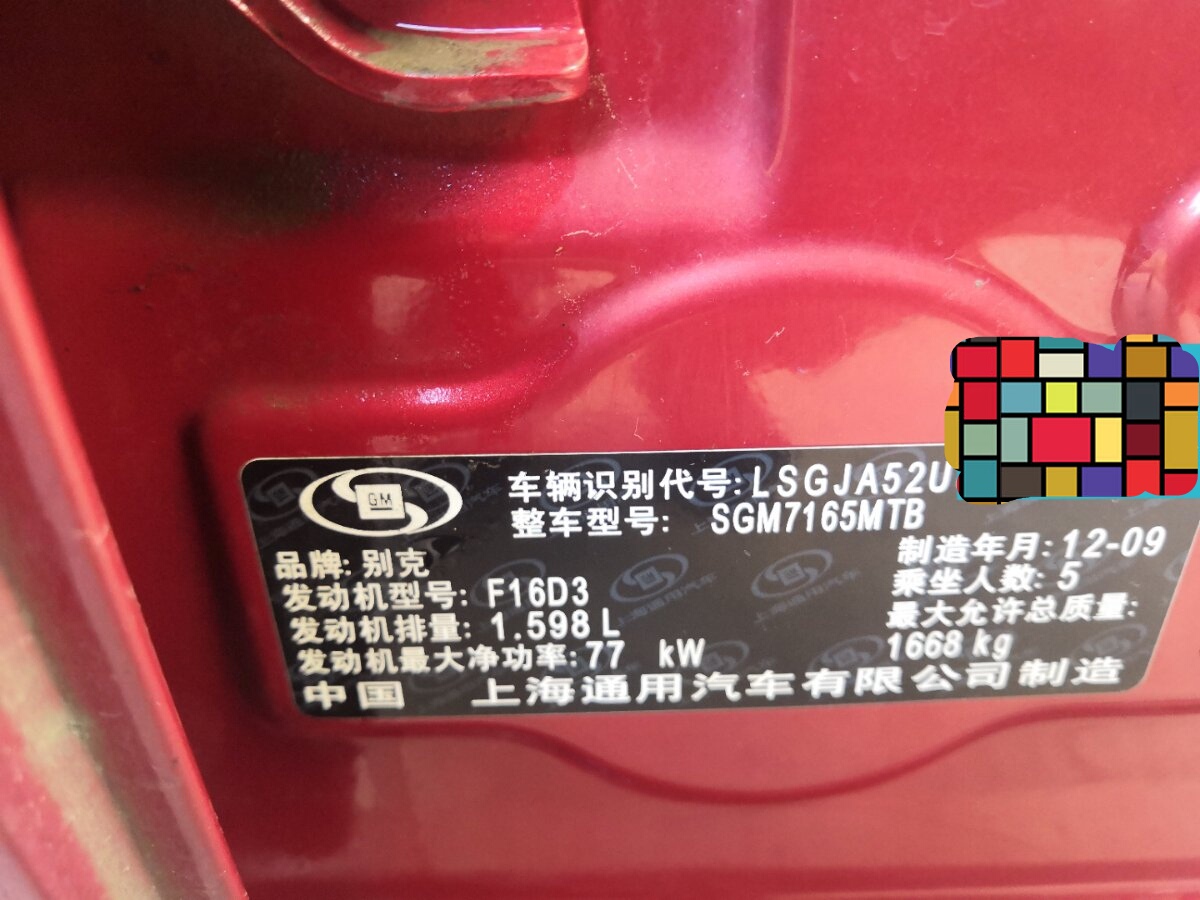 GM
车辆识别代号:LSGJA52U
整车型号: SGM7165MTB
品牌: 别克
制造年月: 12-09
发动机型号: F16D3
乘坐人数: 5
发动机排量: 1.598 L
最大允许总质量:
1668 kg
发动机最大净功率:77 kW
中国 上海通用汽车有限公司制造